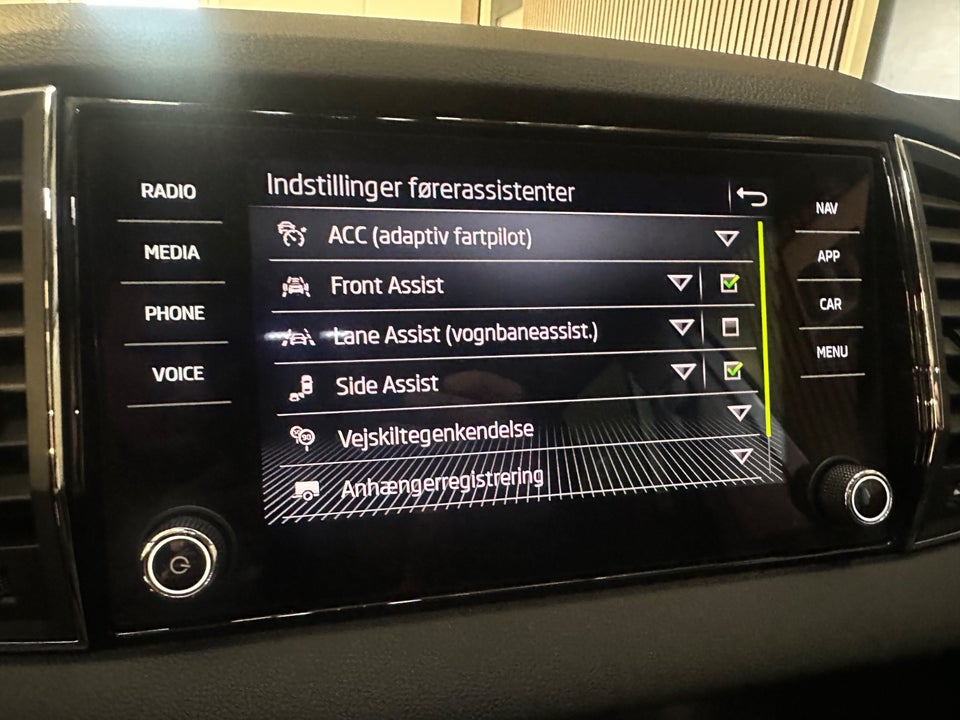 Indstillinger førerassistenter
RADIO
MEDIA
PHONE
VOICE
ACC (adaptiv fartpilot)
Front Assist
Lane Assist (vognbaneassist.)
Side Assist
Vejskiltegenkendelse
Anhængerregistrering
NAV
APP
CAR
MENU